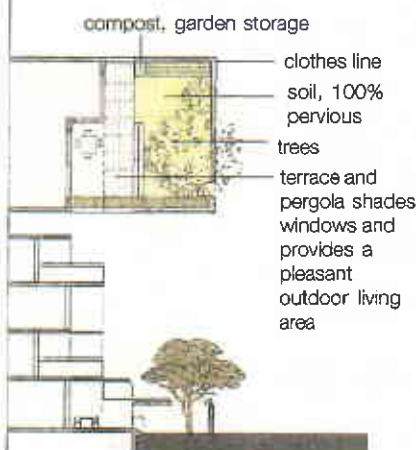 compost, garden storage
clothes line
soil, 100%
pervious
trees
terrace and
pergola shades
windows and
provides a
pleasant
outdoor living
area